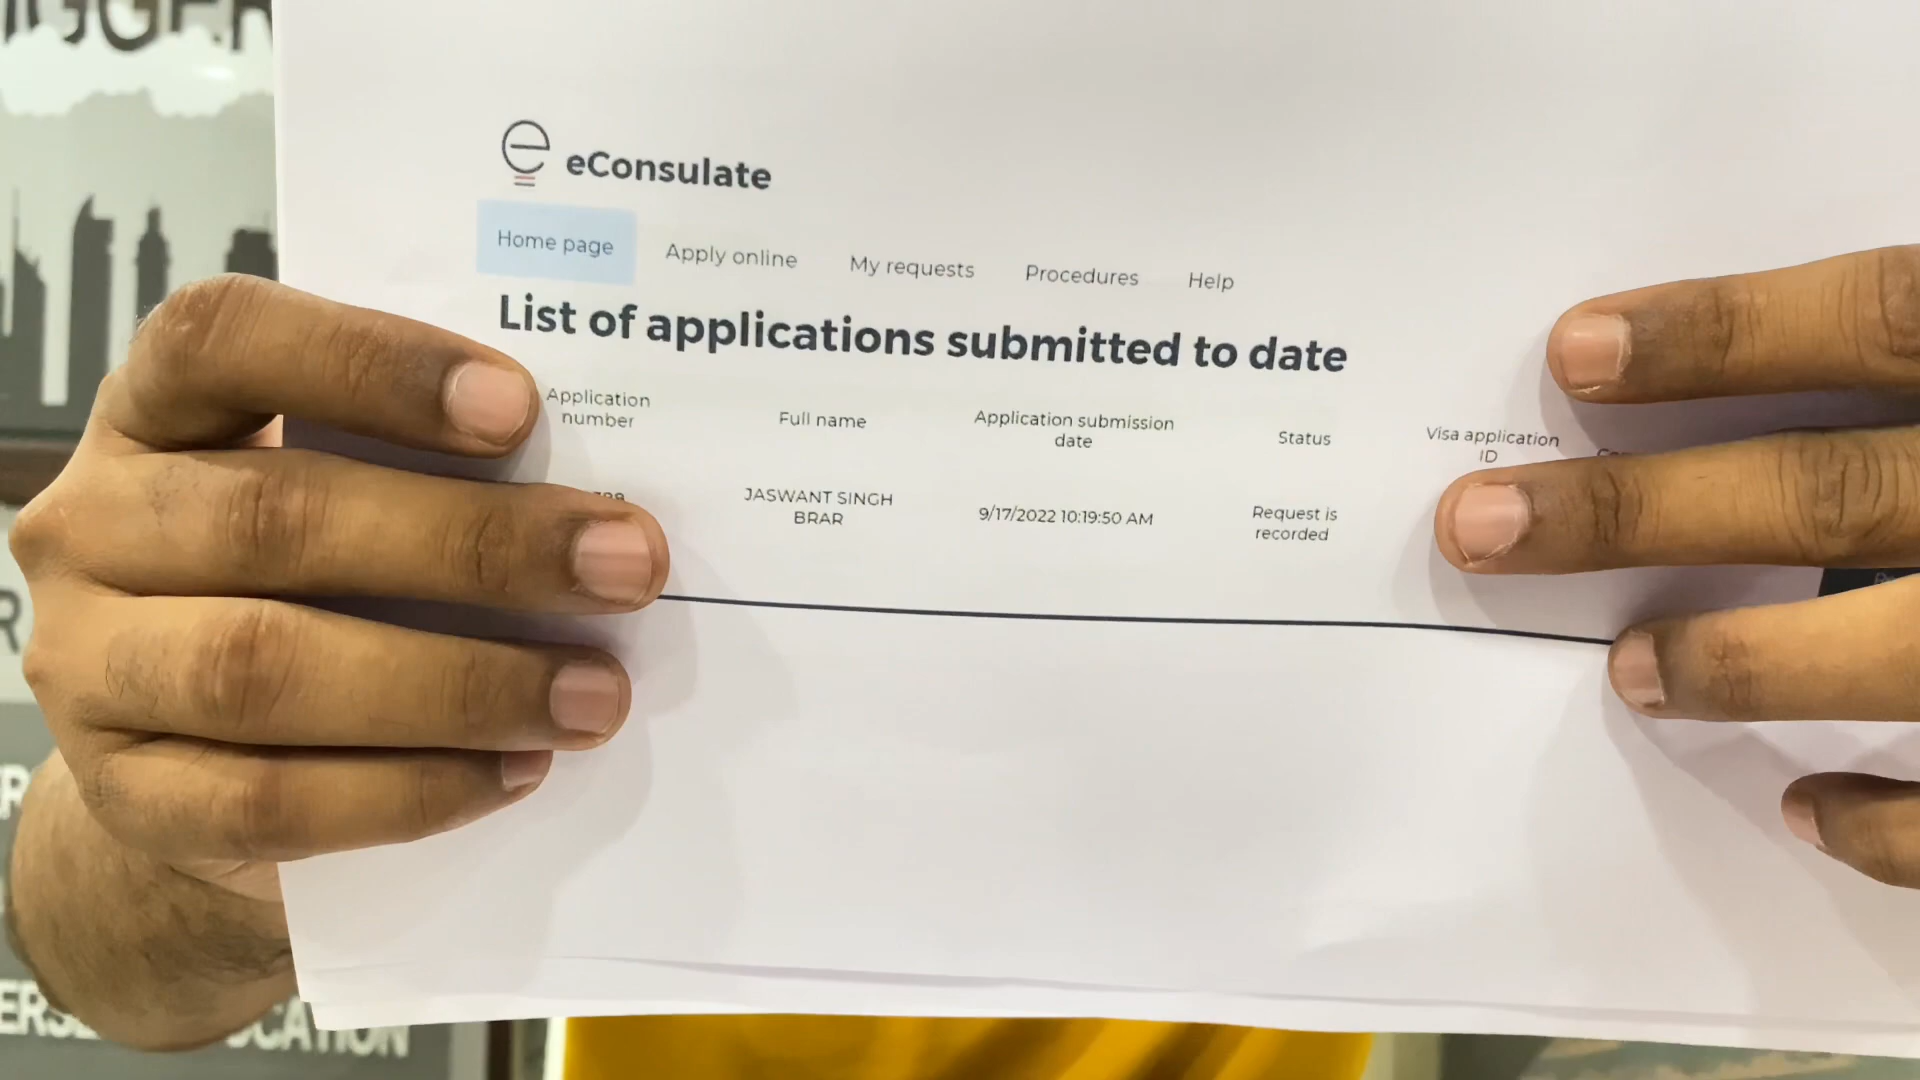 eConsulate
Home page Apply online My requests Procedures Help
List of applications submitted to date
Application number
Full name
Application submission date
Status
Visa application ID
JASWANT SINGH BRAR
9/17/2022 10:19:50 AM
Request is recorded